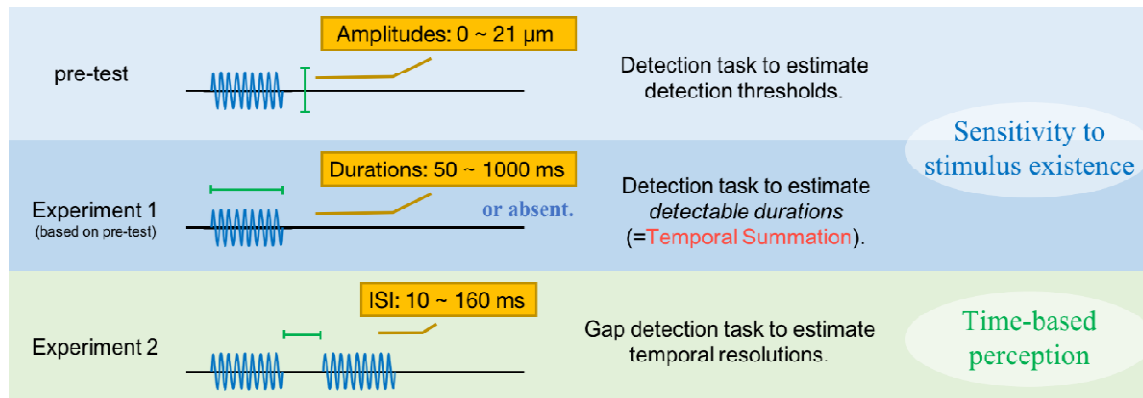 pre-test
Amplitudes: 0 ~ 21 μm
Detection task to estimate
detection thresholds.
Sensitivity to
stimulus existence
Experiment 1
(based on pre-test)
Durations: 50 ~ 1000 ms
or absent.
Detection task to estimate
detectable durations
(=Temporal Summation).
Experiment 2
ISI: 10 ~ 160 ms
Gap detection task to estimate
temporal resolutions.
Time-based
perception